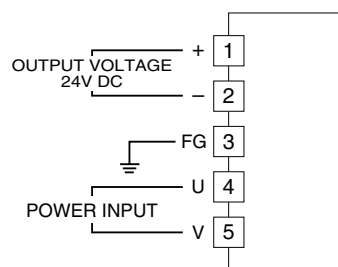 + 1
OUTPUT VOLTAGE
24V DC
– 2
FG 3
U 4
POWER INPUT
V 5